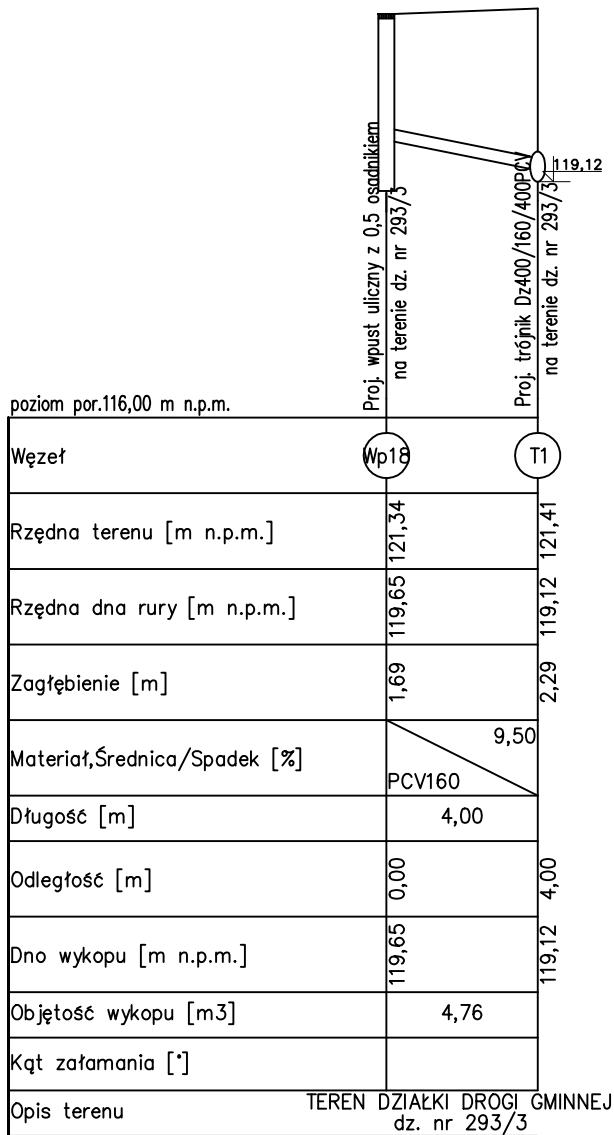 Proj. wpust uliczny z 0,5 osadnikiem
na terenie dz. nr 293/3
Proj. trójnik Dz400/160/400PCV
na terenie dz. nr 293/3
119,12
poziom por.116,00 m n.p.m.
Węzeł Wp18 T1
Rzędna terenu [m n.p.m.] 121,34 121,41
Rzędna dna rury [m n.p.m.] 119,65 119,12
Zagłębienie [m] 1,69 2,29
Materiał,Średnica/Spadek [%] PCV160 9,50
Długość [m] 4,00
Odległość [m] 0,00 4,00
Dno wykopu [m n.p.m.] 119,65 119,12
Objętość wykopu [m3] 4,76
Kąt załamania [°]
Opis terenu TEREN DZIAŁKI DROGI GMINNEJ
dz. nr 293/3